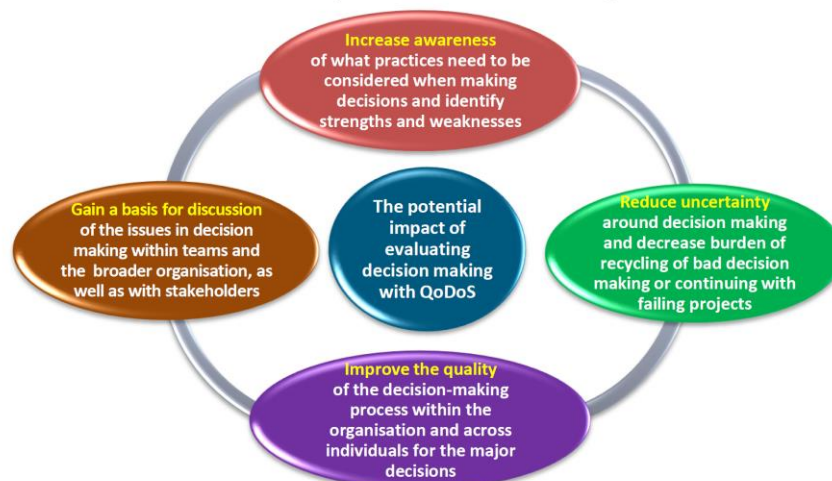 Increase awareness
of what practices need to be
considered when making
decisions and identify
strengths and weaknesses
Gain a basis for discussion
of the issues in decision
making within teams and
the broader organisation, as
well as with stakeholders
The potential
impact of
evaluating
decision making
with QoDoS
Reduce uncertainty
around decision making
and decrease burden of
recycling of bad decision
making or continuing with
failing projects
Improve the quality
of the decision-making
process within the
organisation and across
individuals for the major
decisions